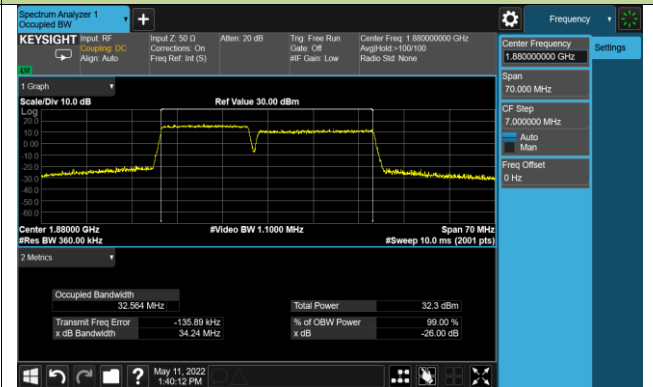 Spectrum Analyzer 1
Occupied BW
Frequency
KEYSIGHT
Input: RF
Coupling: DC
Align: Auto
Input Z: 50 Ω
Corrections: On
Freq Ref: Int (S)
Atten: 20 dB
Trig: Free Run
Gate: Off
#IF Gain: Low
Center Freq: 1.880000000 GHz
Avg|Hold:>100/100
Radio Std: None
Center Frequency
1.880000000 GHz
Settings
Span
70.000 MHz
CF Step
7.000000 MHz
Auto
Man
Freq Offset
0 Hz
1 Graph
Scale/Div 10.0 dB
Ref Value 30.00 dBm
Log
20.0
10.0
0.00
-10.0
-20.0
-30.0
-40.0
-50.0
-60.0
Center 1.88000 GHz
#Video BW 1.1000 MHz
Span 70 MHz
#Res BW 360.00 kHz
#Sweep 10.0 ms (2001 pts)
2 Metrics
Occupied Bandwidth
32.564 MHz
Total Power
32.3 dBm
Transmit Freq Error
-135.89 kHz
% of OBW Power
99.00 %
x dB Bandwidth
34.24 MHz
x dB
-26.00 dB
May 11, 2022
1:40:12 PM